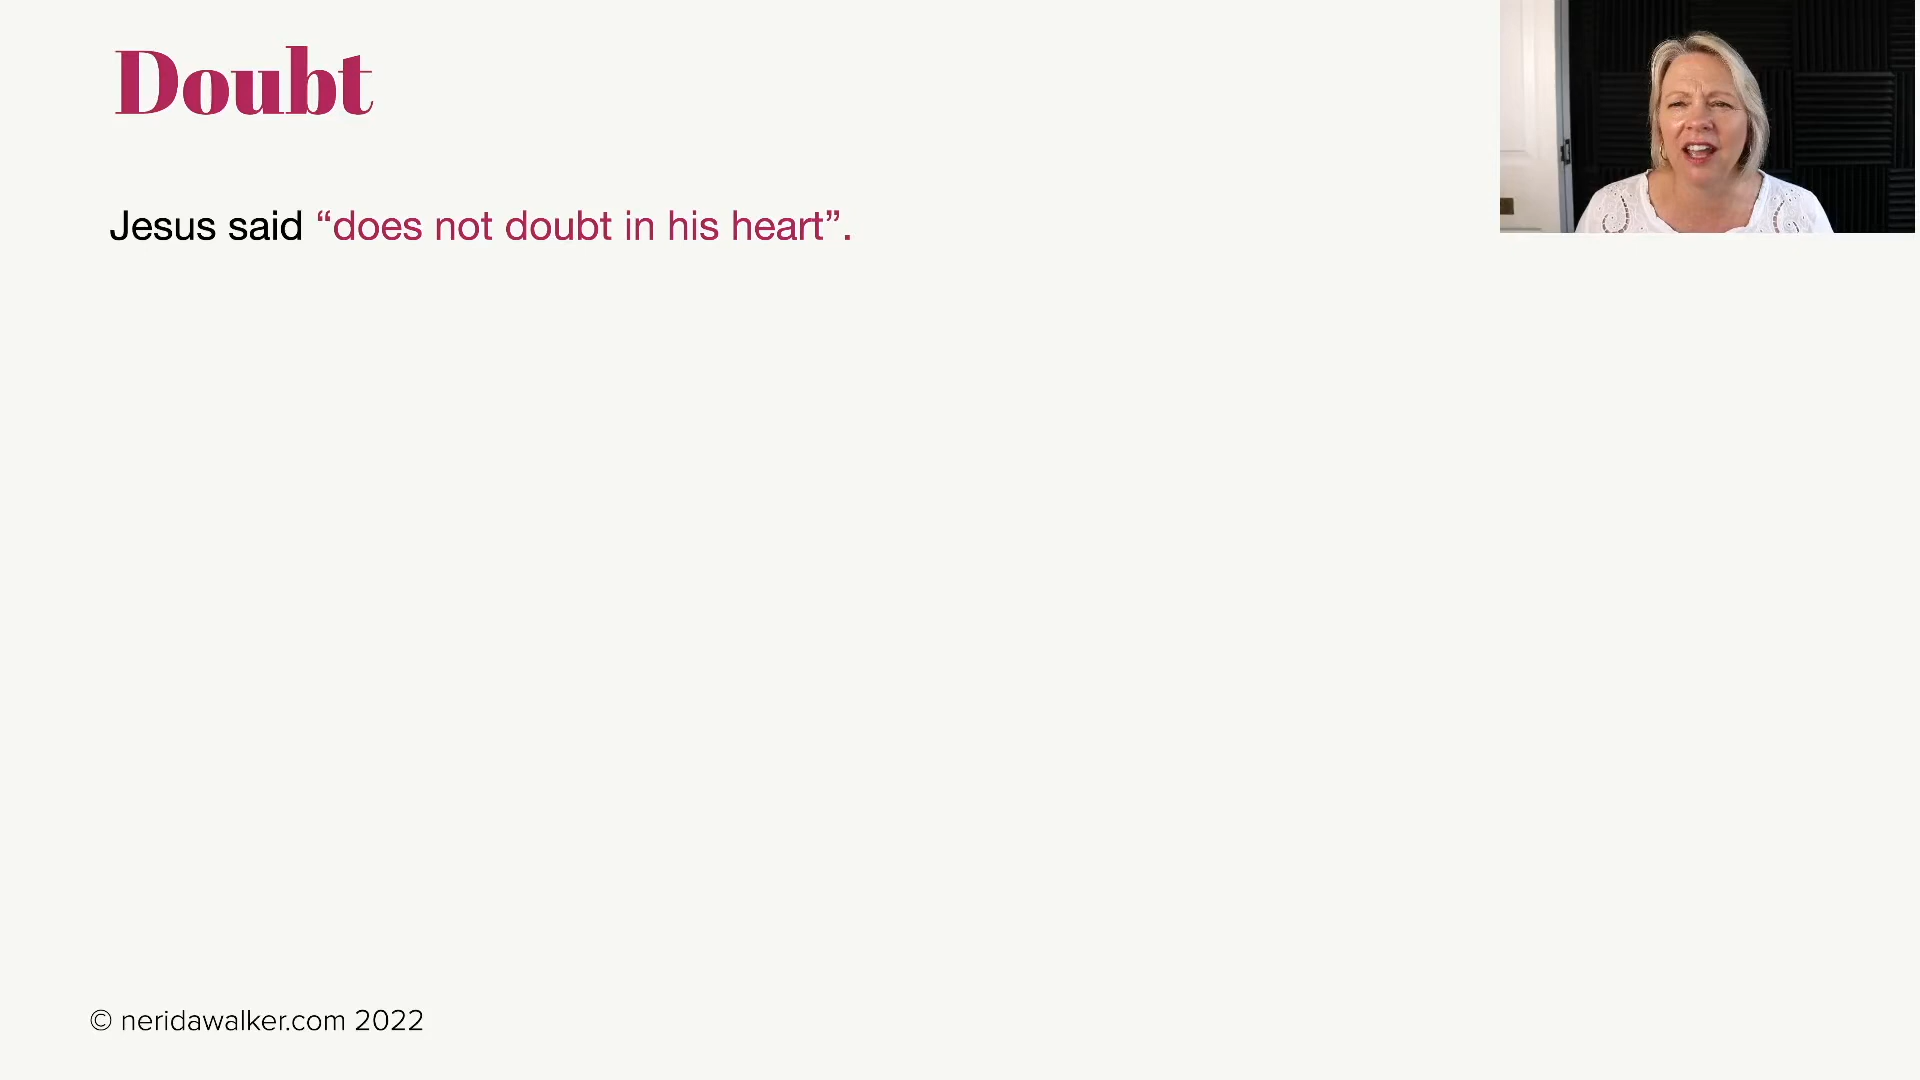 Doubt
Jesus said “does not doubt in his heart”.
© neridawalker.com 2022